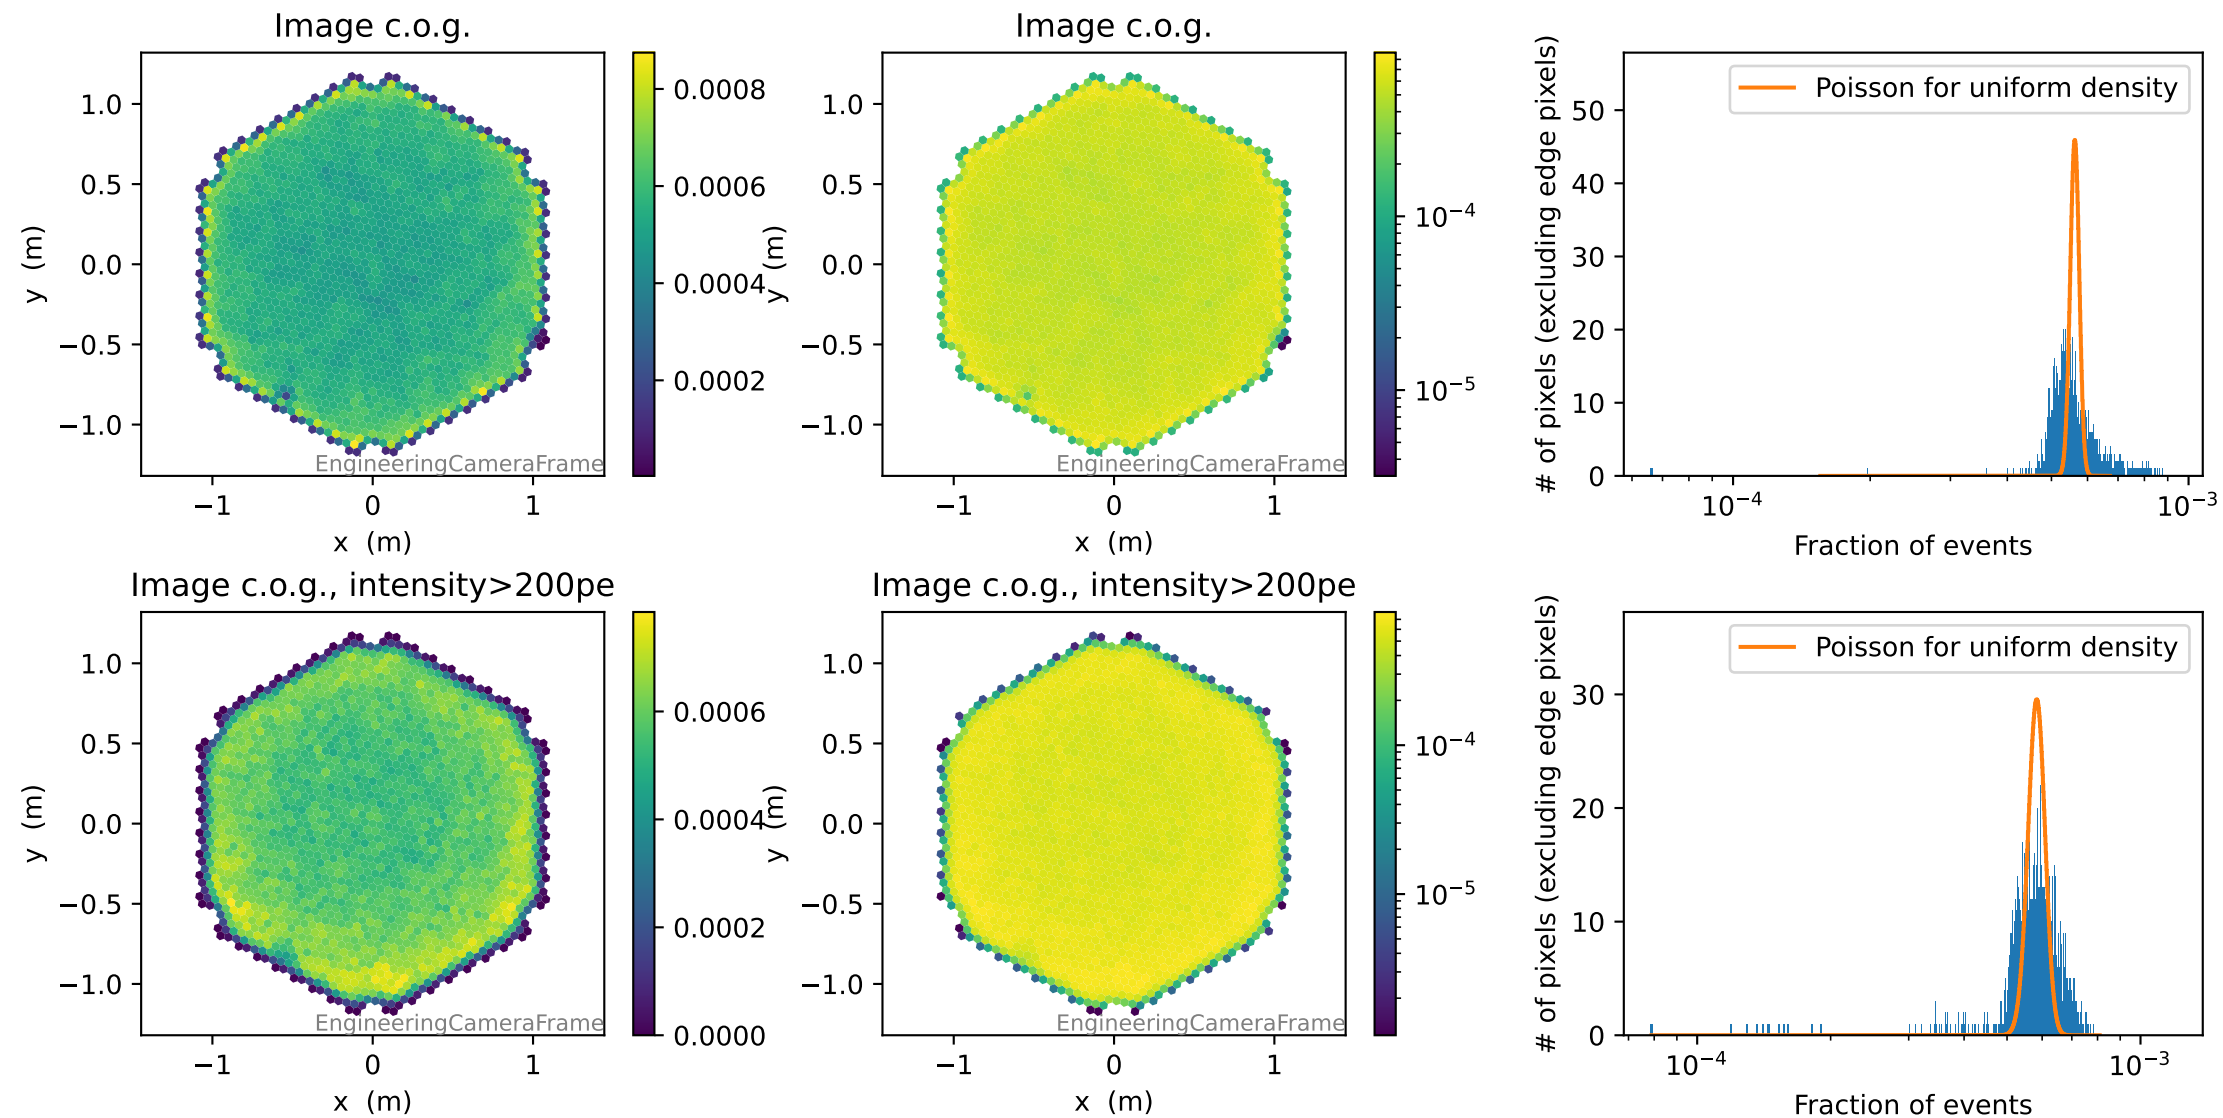 Image c.o.g.
1.0
0.5
0.0
−0.5
−1.0
y (m)
−1
0
1
x (m)
EngineeringCameraFrame
0.0008
0.0006
0.0004
0.0002
Image c.o.g.
1.0
0.5
0.0
−0.5
−1.0
y (m)
−1
0
1
x (m)
EngineeringCameraFrame
10⁻⁴
10⁻⁵
# of pixels (excluding edge pixels)
50
40
30
20
10
0
Poisson for uniform density
10⁻⁴
10⁻³
Fraction of events
Image c.o.g., intensity>200pe
1.0
0.5
0.0
−0.5
−1.0
y (m)
−1
0
1
x (m)
EngineeringCameraFrame
0.0006
0.0004
0.0002
0.0000
Image c.o.g., intensity>200pe
1.0
0.5
0.0
−0.5
−1.0
y (m)
−1
0
1
x (m)
EngineeringCameraFrame
10⁻⁴
10⁻⁵
# of pixels (excluding edge pixels)
30
20
10
0
Poisson for uniform density
10⁻⁴
10⁻³
Fraction of events